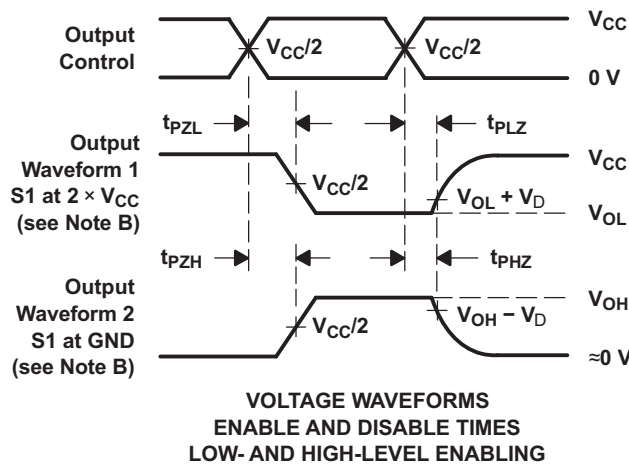 Output
Control
V_CC/2
V_CC/2
V_CC
0 V
t_PZL
t_PLZ
Output
Waveform 1
S1 at 2 × V_CC
(see Note B)
V_CC/2
V_OL + V_D
V_CC
V_OL
t_PZH
t_PHZ
Output
Waveform 2
S1 at GND
(see Note B)
V_CC/2
V_OH − V_D
V_OH
≈0 V
VOLTAGE WAVEFORMS
ENABLE AND DISABLE TIMES
LOW- AND HIGH-LEVEL ENABLING